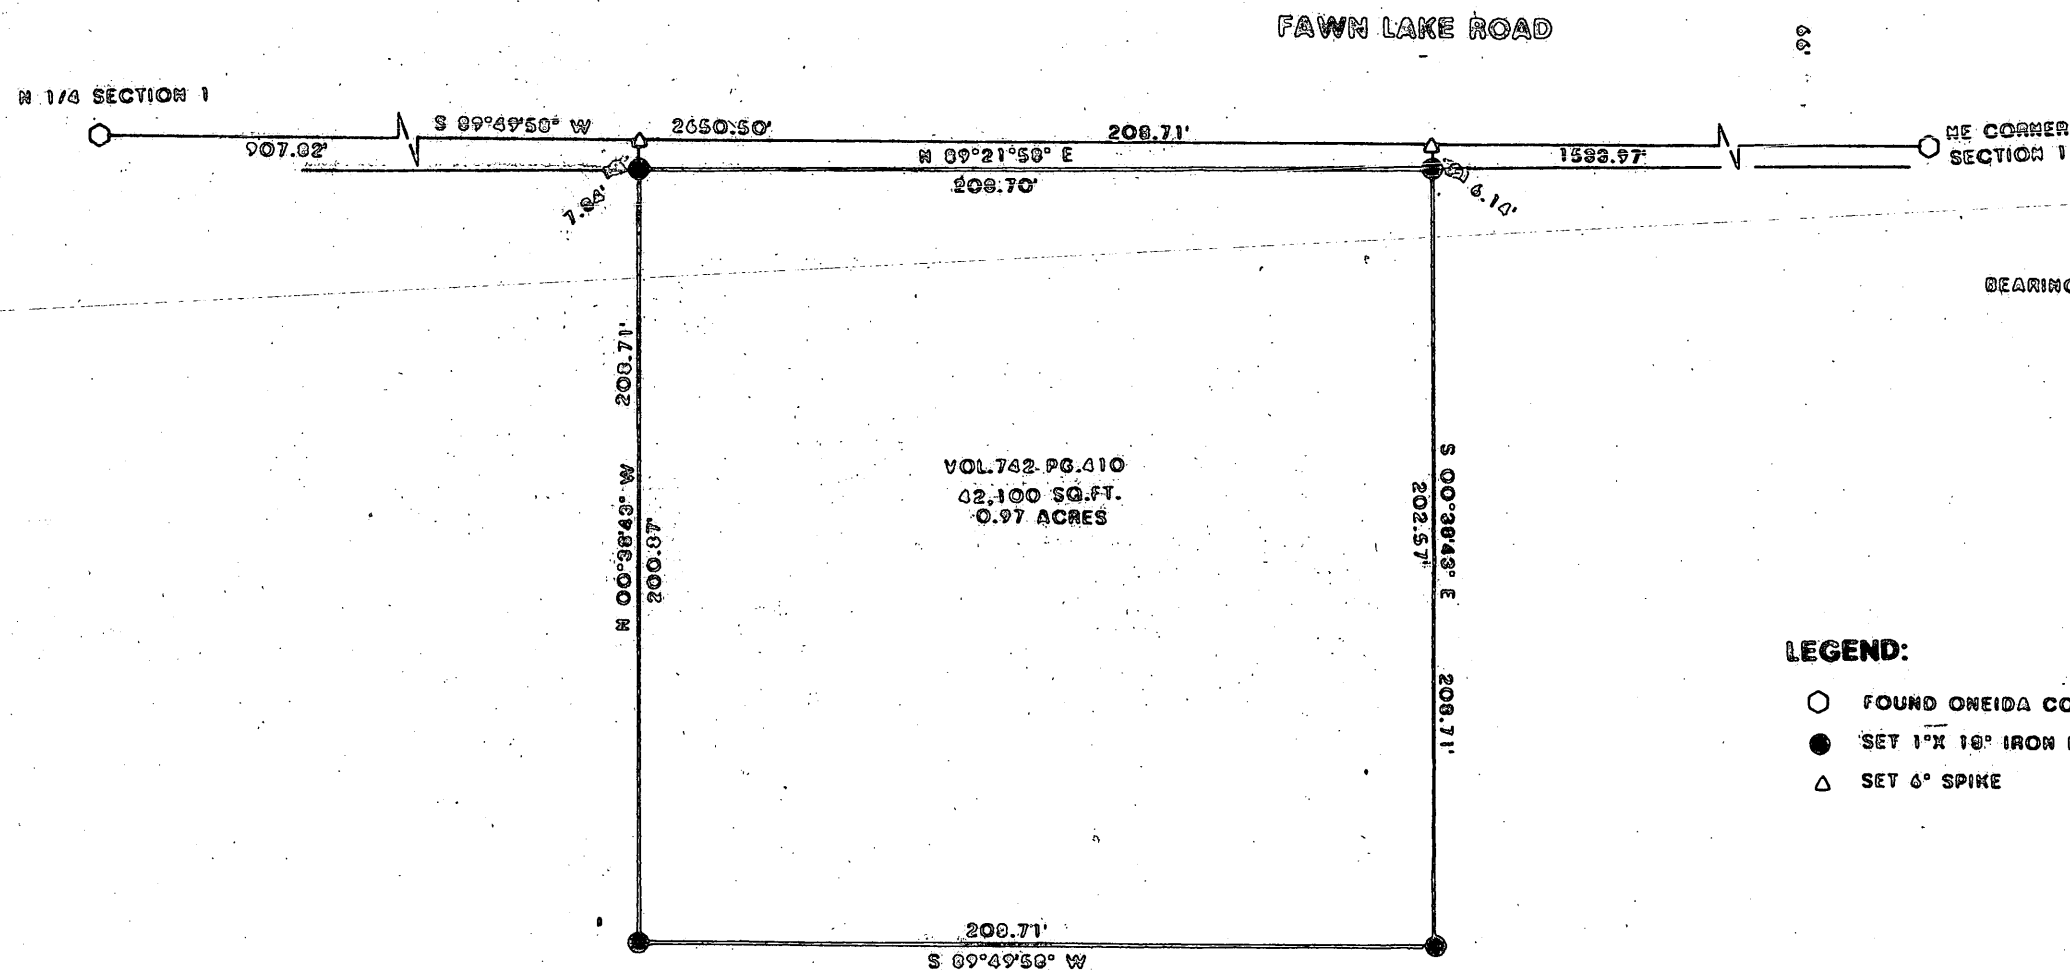 FAWN LAKE ROAD
66'
N 1/4 SECTION 1
S 89°49'58" W
2650.50'
208.71'
NE CORNER
SECTION 1
907.82'
N 89°21'58" E
1533.97'
208.70'
7.84'
6.14'
BEARING
208.71'
N 00°38'43" W
200.87'
VOL.742 PG.410
42,100 SQ.FT.
0.97 ACRES
S 00°38'43" E
202.57'
208.71'
LEGEND:
FOUND ONEIDA CO
SET 1" X 18" IRON
SET 6" SPIKE
208.71'
S 89°49'58" W